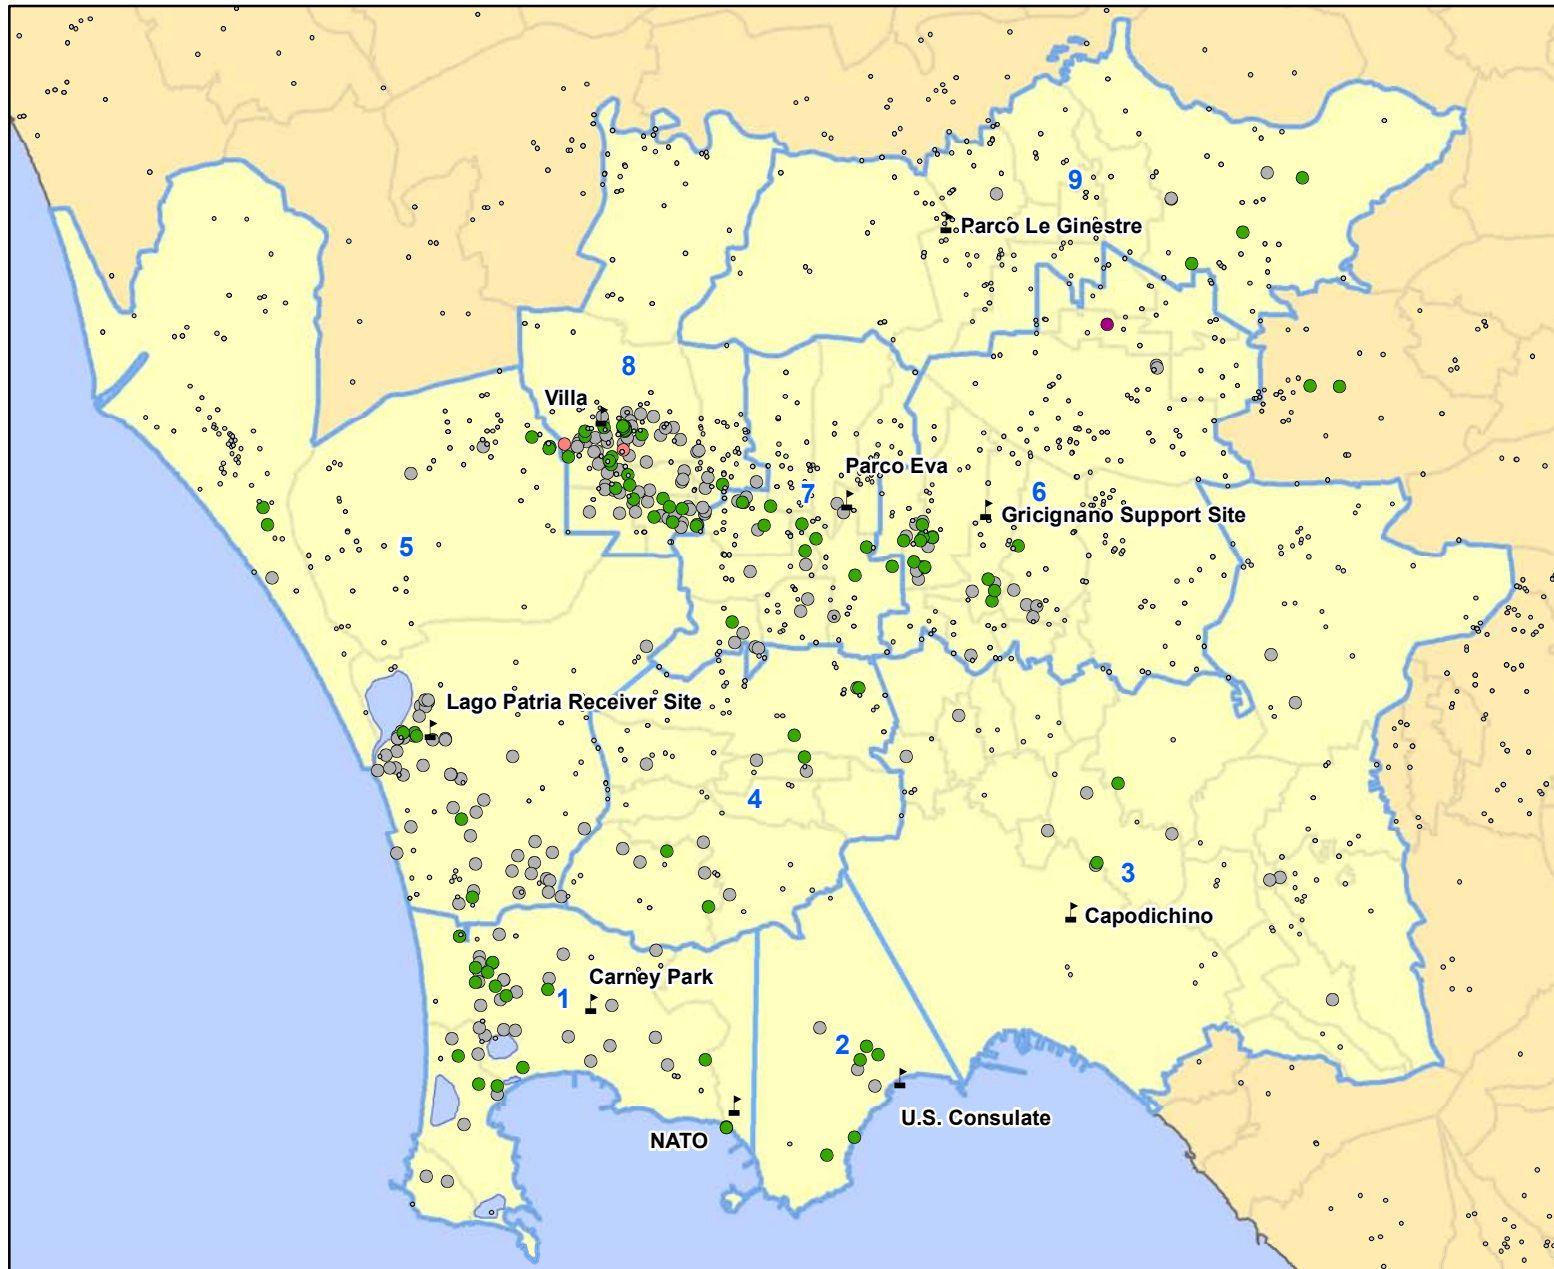 9
Parco Le Ginestre
8
Villa
Parco Eva
7
6
Gricignano Support Site
5
Lago Patria Receiver Site
4
3
Capodichino
Carney Park
1
2
U.S. Consulate
NATO